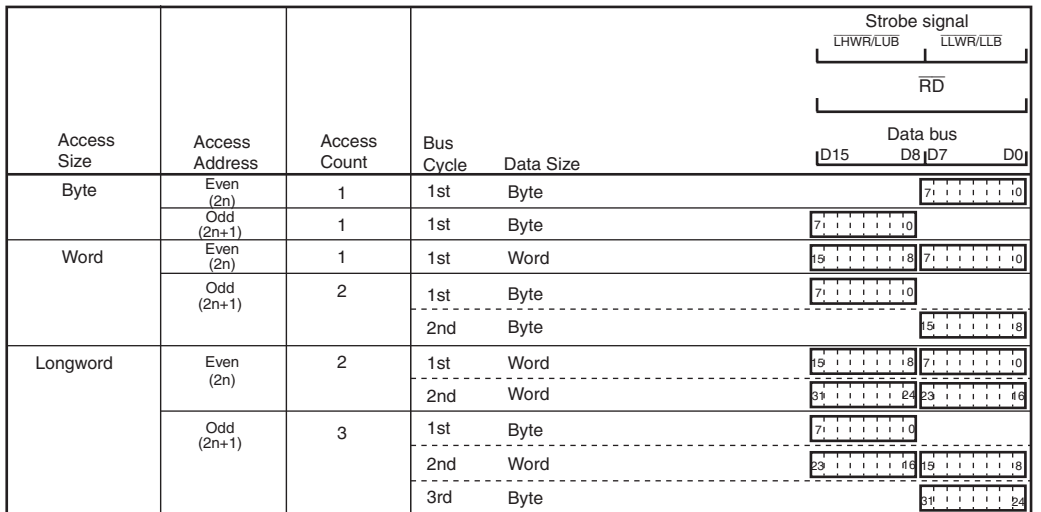 Strobe signal
LHWR/LUB LLWR/LLB
RD
Access Size Access Address Access Count Bus Cycle Data Size Data bus
D15 D8 D7 D0
Byte Even (2n) 1 1st Byte 7 0
Odd (2n+1) 1 1st Byte 7 0
Word Even (2n) 1 1st Word 15 8 7 0
Odd (2n+1) 2 1st Byte 7 0
2nd Byte 15 8
Longword Even (2n) 2 1st Word 15 8 7 0
2nd Word 31 24 23 16
Odd (2n+1) 3 1st Byte 7 0
2nd Word 23 16 15 8
3rd Byte 31 24